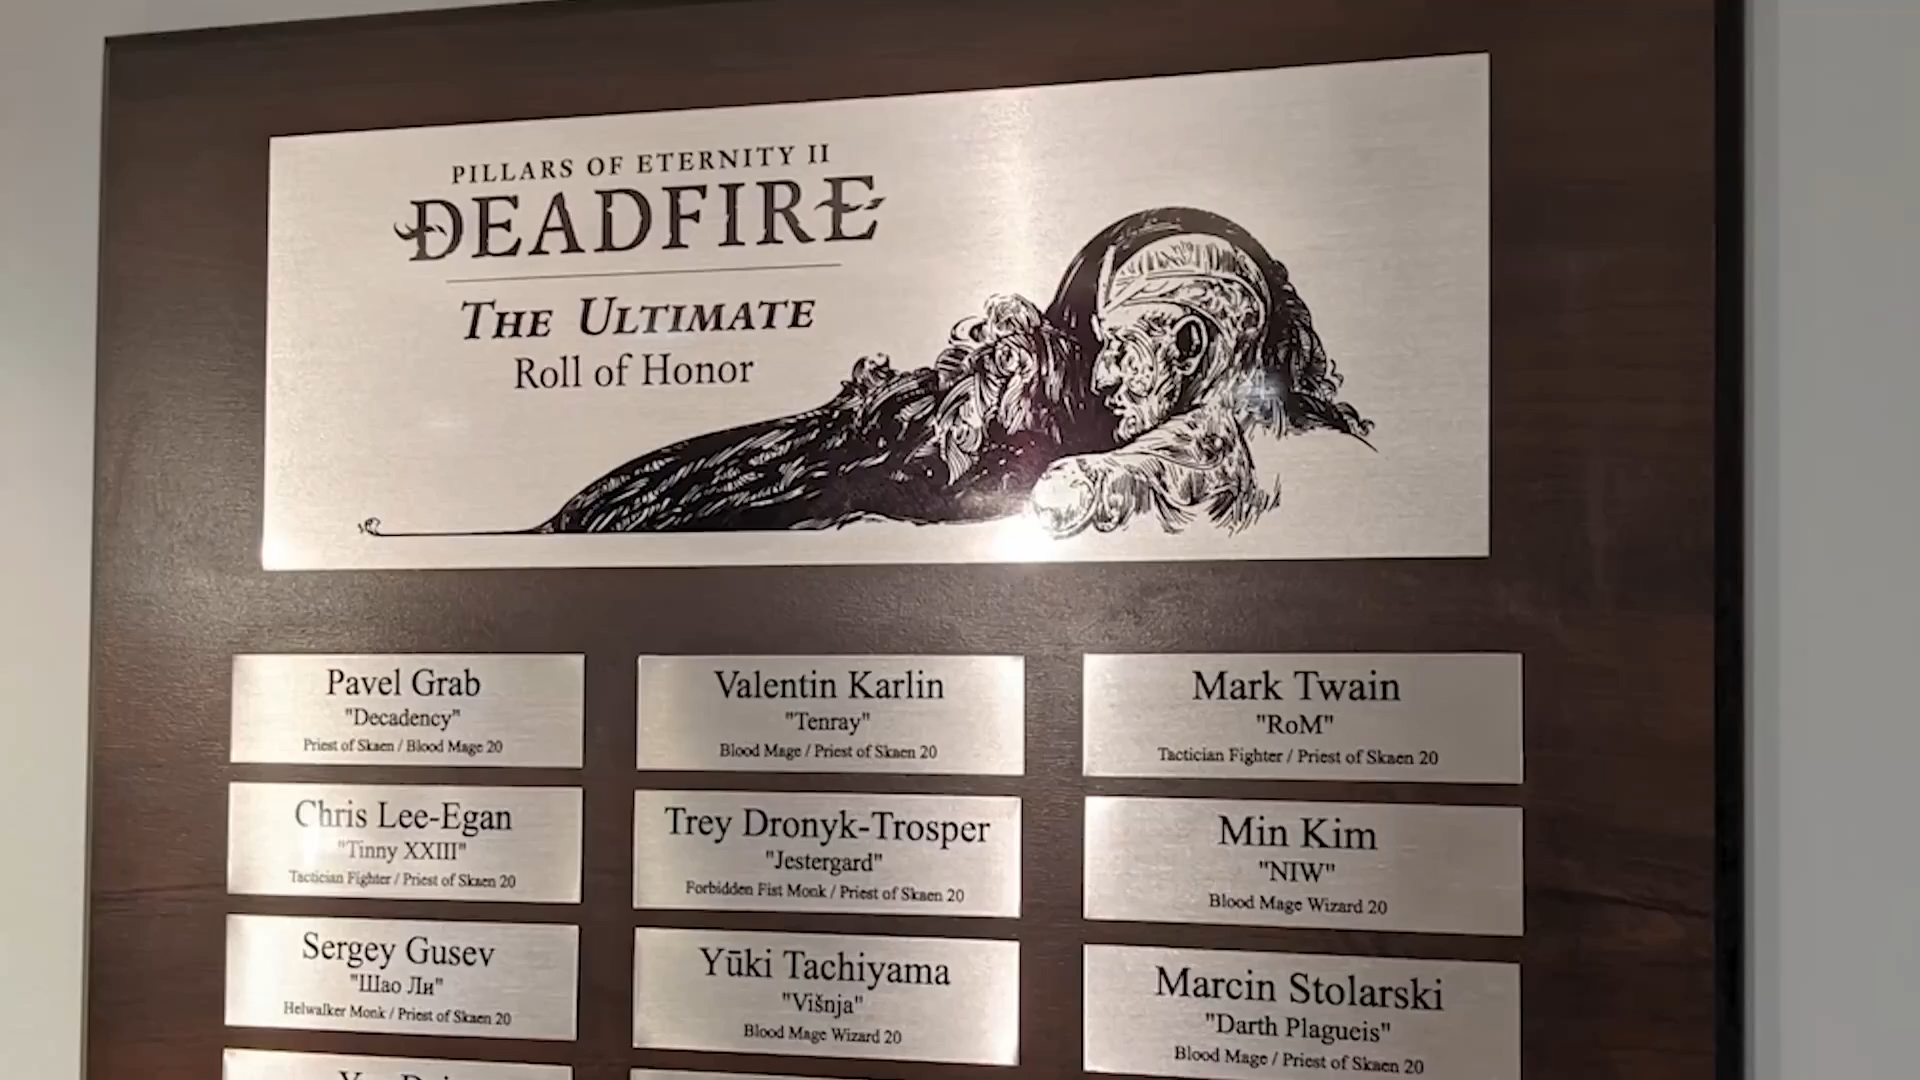 PILLARS OF ETERNITY II
DEADFIRE
THE ULTIMATE
Roll of Honor
Pavel Grab
"Decadency"
Priest of Skaen / Blood Mage 20
Valentin Karlin
"Tenray"
Blood Mage / Priest of Skaen 20
Mark Twain
"RoM"
Tactician Fighter / Priest of Skaen 20
Chris Lee-Egan
"Tinny XXIII"
Tactician Fighter / Priest of Skaen 20
Trey Dronyk-Trosper
"Jestergard"
Forbidden Fist Monk / Priest of Skaen 20
Min Kim
"NIW"
Blood Mage Wizard 20
Sergey Gusev
"Шао Ли"
Helwalker Monk / Priest of Skaen 20
Yūki Tachiyama
"Višnja"
Blood Mage Wizard 20
Marcin Stolarski
"Darth Plagueis"
Blood Mage / Priest of Skaen 20